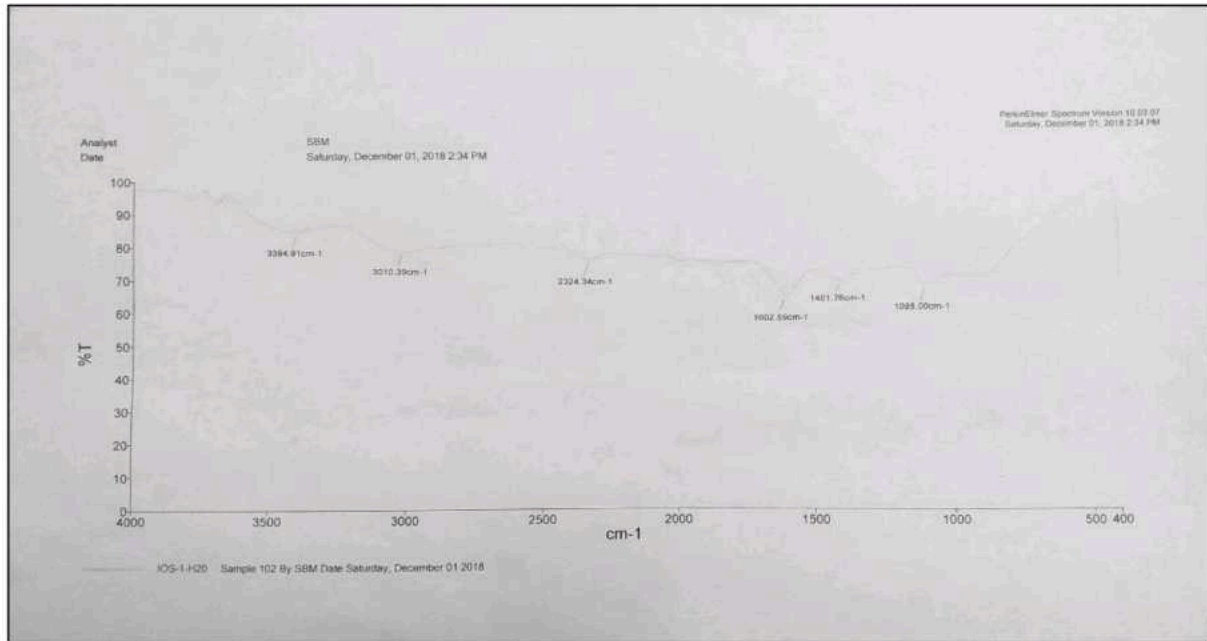 PerkinElmer Spectrum Version 10.03.07
Saturday, December 01, 2018 2:34 PM
Analyst SBM
Date Saturday, December 01, 2018 2:34 PM
100
90
80
70
60
50
40
30
20
10
0
%T
3394.91cm-1
3010.39cm-1
2324.34cm-1
1602.59cm-1
1401.76cm-1
1095.00cm-1
4000 3500 3000 2500 2000 1500 1000 500 400
cm-1
IOS-1-H20 Sample 102 By SBM Date Saturday, December 01 2018